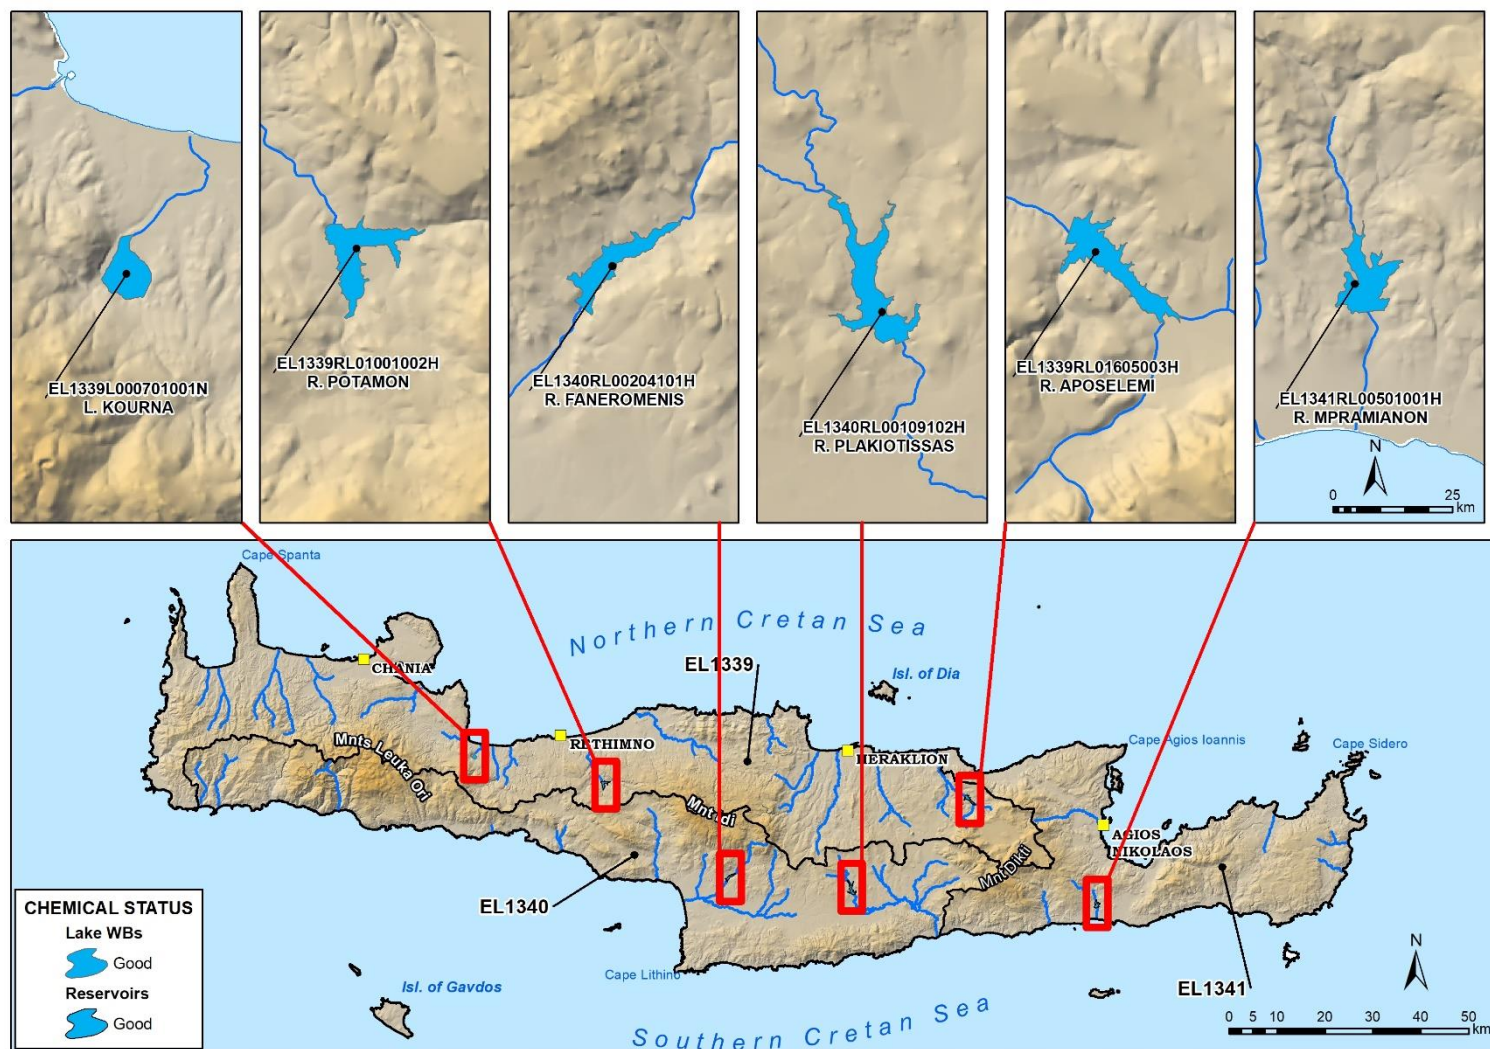 EL1339L000701001N
L. KOURNA
EL1339RL01001002H
R. POTAMON
EL1340RL00204101H
R. FANEROMENIS
EL1340RL00109102H
R. PLAKIOTISSAS
EL1339RL01605003H
R. APOSELEMI
EL1341RL00501001H
R. MPRAMIANON
N
0 25
km
Cape Spanta
Northern Cretan Sea
CHANIA
EL1339
Isl. of Dia
RETHIMNO
HERAKLION
Cape Agios Ioannis
Cape Sidero
Mnts Leuka Ori
Mnt Idi
AGIOS
NIKOLAOS
Mnt Dikti
EL1340
EL1341
Cape Lithino
Isl. of Gavdos
Southern Cretan Sea
CHEMICAL STATUS
Lake WBs
Good
Reservoirs
Good
N
0 5 10 20 30 40 50
km